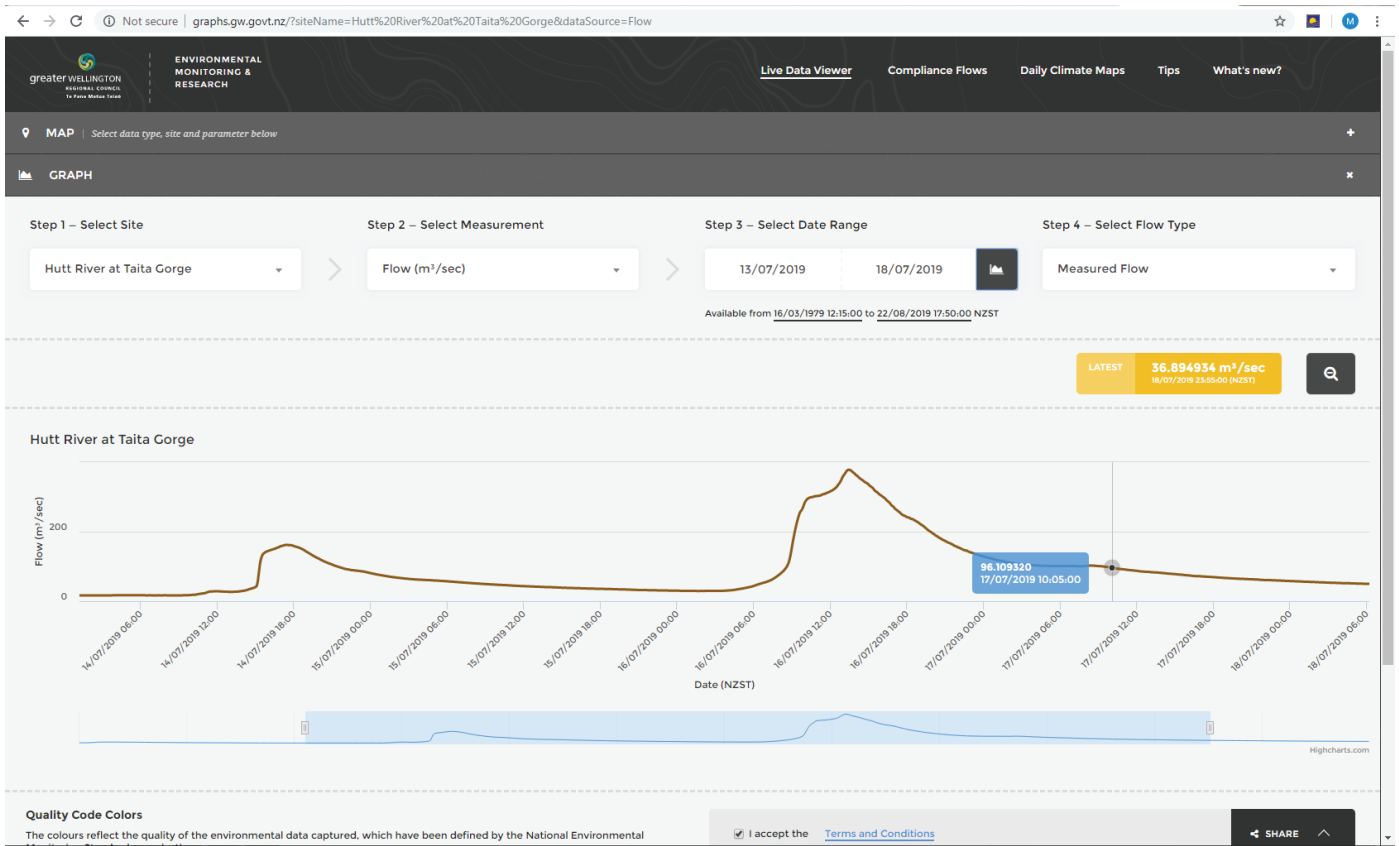 Not secure | graphs.gw.govt.nz/?siteName=Hutt%20River%20at%20Taita%20Gorge&dataSource=Flow
M
greater WELLINGTON
REGIONAL COUNCIL
Te Pane Matua Taiao
ENVIRONMENTAL
MONITORING &
RESEARCH
Live Data Viewer Compliance Flows Daily Climate Maps Tips What's new?
MAP | Select data type, site and parameter below
GRAPH
Step 1 – Select Site Step 2 – Select Measurement Step 3 – Select Date Range Step 4 – Select Flow Type
Hutt River at Taita Gorge Flow (m³/sec) 13/07/2019 18/07/2019 Measured Flow
Available from 16/03/1979 12:15:00 to 22/08/2019 17:50:00 NZST
LATEST 36.894934 m³/sec
18/07/2019 23:55:00 (NZST)
Hutt River at Taita Gorge
Flow (m³/sec)
200
0
96.109320
17/07/2019 10:05:00
14/07/2019 06:00 14/07/2019 12:00 14/07/2019 18:00 15/07/2019 00:00 15/07/2019 06:00 15/07/2019 12:00 15/07/2019 18:00 16/07/2019 00:00 16/07/2019 06:00 16/07/2019 12:00 16/07/2019 18:00 17/07/2019 00:00 17/07/2019 06:00 17/07/2019 12:00 17/07/2019 18:00 18/07/2019 00:00 18/07/2019 06:00
Date (NZST)
Highcharts.com
Quality Code Colors
The colours reflect the quality of the environmental data captured, which have been defined by the National Environmental
I accept the Terms and Conditions
SHARE